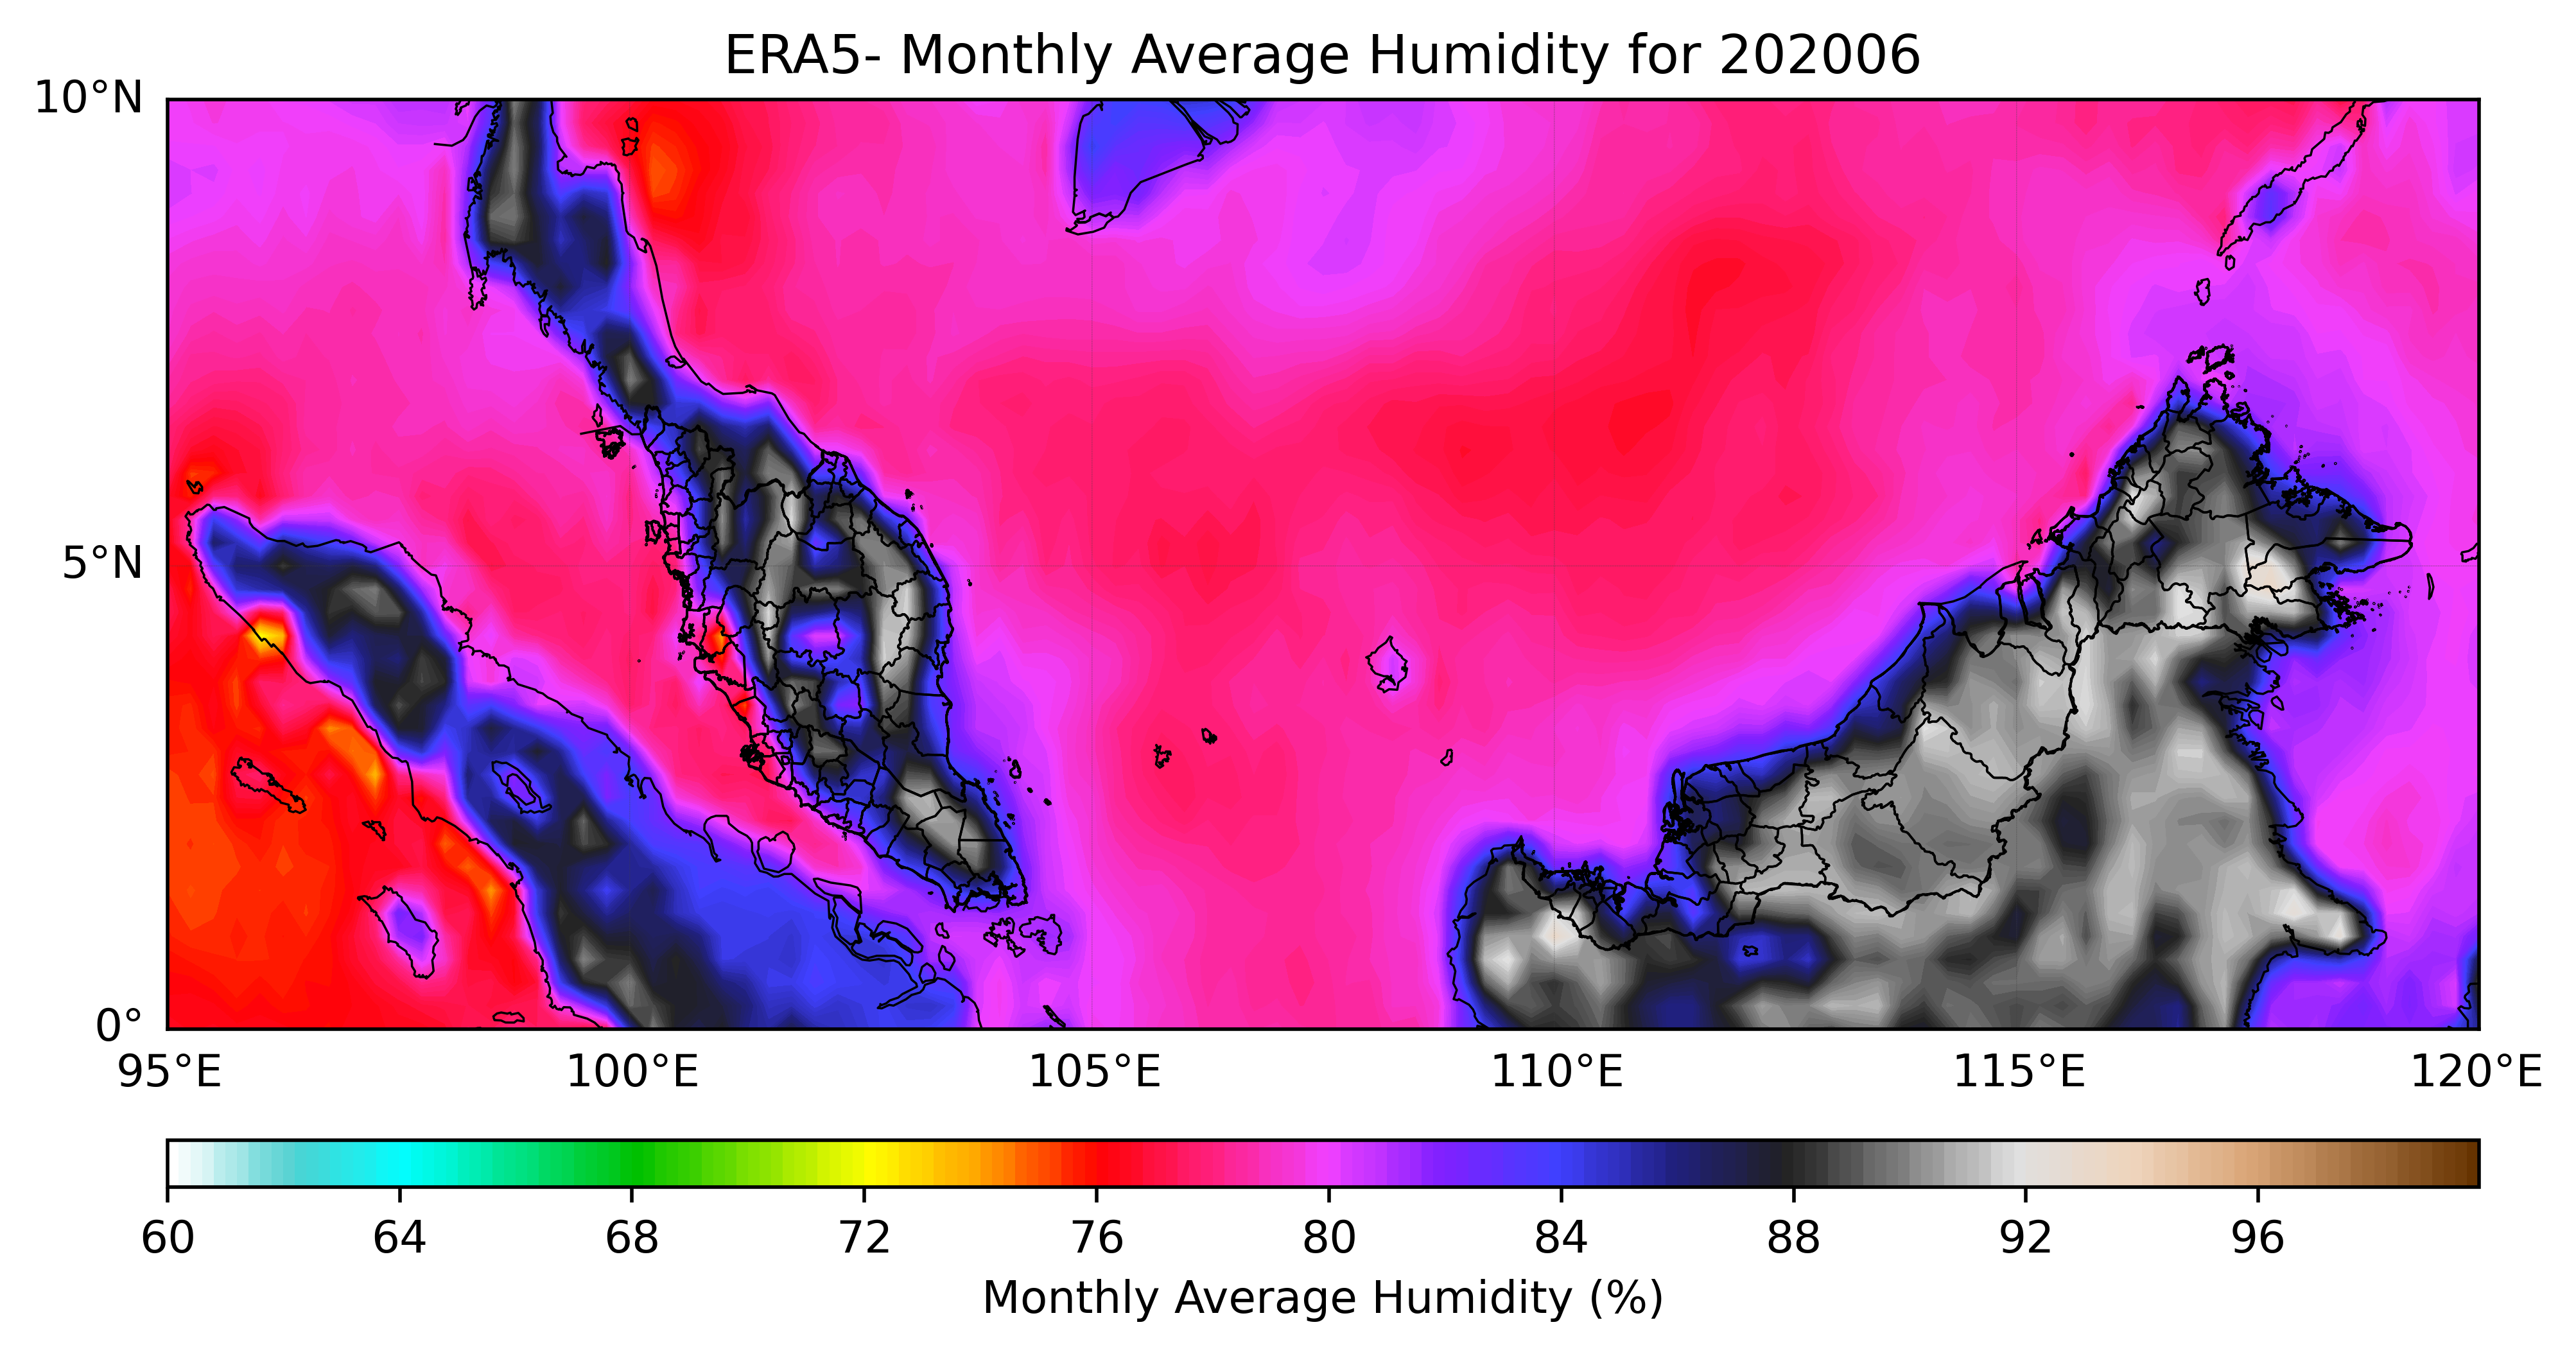 ERA5- Monthly Average Humidity for 202006
10°N
5°N
0°
95°E 100°E 105°E 110°E 115°E 120°E
60 64 68 72 76 80 84 88 92 96
Monthly Average Humidity (%)